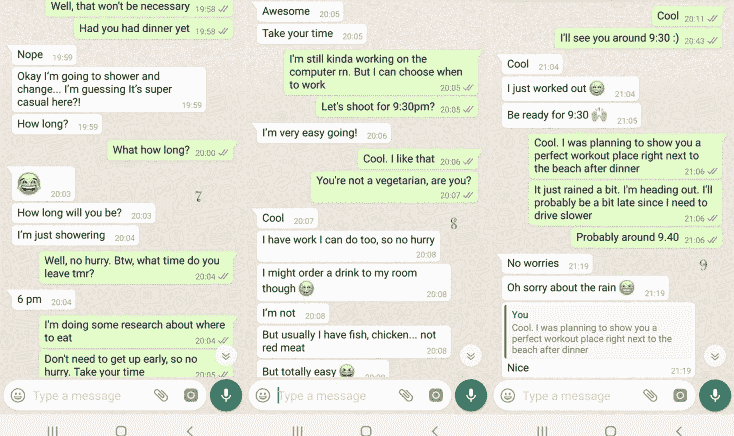 Well, that won't be necessary 19:58
Had you had dinner yet 19:58
Nope 19:59
Okay I'm going to shower and
change... I'm guessing It's super
casual here?! 19:59
How long? 19:59
What how long? 20:00
20:03
7
How long will you be? 20:03
I'm just showering 20:04
Well, no hurry. Btw, what time do you
leave tmr? 20:04
6 pm 20:04
I'm doing some research about where
to eat 20:04
Don't need to get up early, so no
hurry. Take your time 20:05
Type a message
Awesome 20:05
Take your time 20:05
I'm still kinda working on the
computer rn. But I can choose when
to work 20:05
Let's shoot for 9:30pm? 20:05
I'm very easy going! 20:06
Cool. I like that 20:06
You're not a vegetarian, are you?
20:07
Cool 20:07
8
I have work I can do too, so no hurry
20:08
I might order a drink to my room
though 20:08
I'm not 20:08
But usually I have fish, chicken... not
red meat 20:08
But totally easy 20:08
Type a message
Cool 20:11
I'll see you around 9:30 :) 20:43
Cool 21:04
I just worked out 21:04
Be ready for 9:30 21:05
Cool. I was planning to show you a
perfect workout place right next to
the beach after dinner 21:06
It just rained a bit. I'm heading out. I'll
probably be a bit late since I need to
drive slower 21:06
Probably around 9.40 21:06
9
No worries 21:19
Oh sorry about the rain 21:19
You
Cool. I was planning to show you a
perfect workout place right next to the
beach after dinner
Nice 21:19
Type a message